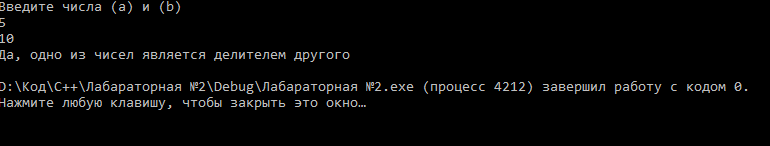 Введите числа (a) и (b)
5
10
Да, одно из чисел является делителем другого
D:\Код\C++\Лабараторная №2\Debug\Лабараторная №2.exe (процесс 4212) завершил работу с кодом 0.
Нажмите любую клавишу, чтобы закрыть это окно…